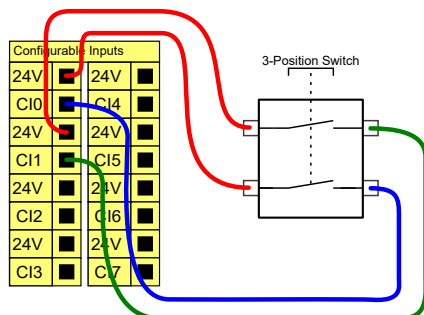 Configurable Inputs
3-Position Switch
24V 24V
CI0 CI4
24V 24V
CI1 CI5
24V 24V
CI2 CI6
24V 24V
CI3 CI7